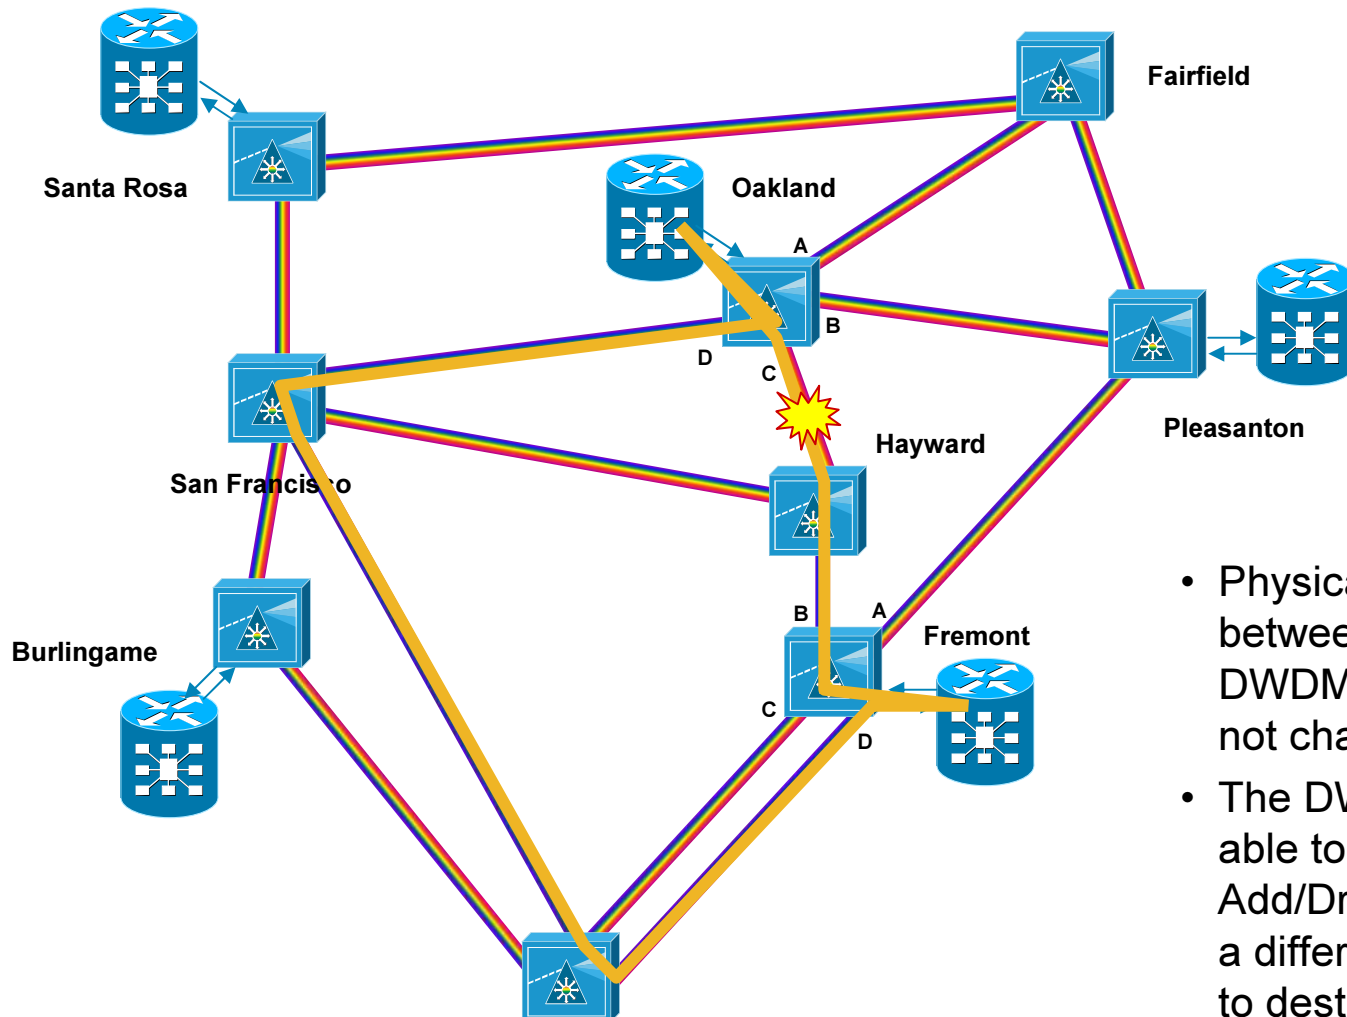 Fairfield
Santa Rosa
Oakland
A
B
D
C
Pleasanton
Hayward
San Francisco
B
A
Fremont
Burlingame
C
D
• Physica
betwee
DWDM
not cha
• The DW
able to
Add/Dr
a differ
to dest